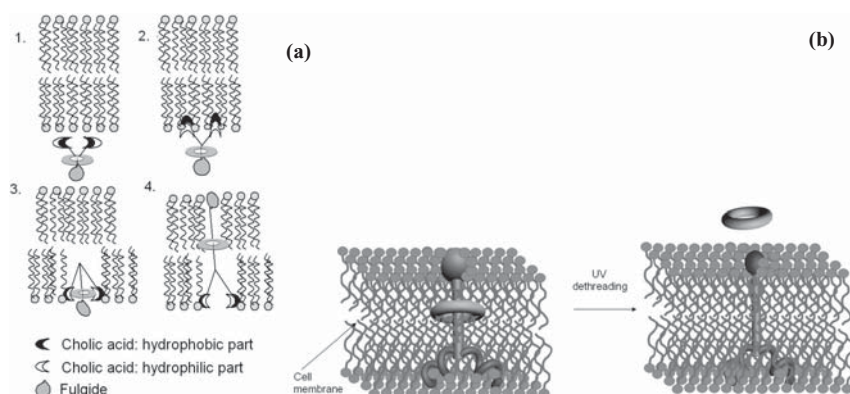 1.
2.
(a)
(b)
3.
4.
UV
dethreading
Cholic acid: hydrophobic part
Cholic acid: hydrophilic part
Fulgide
Cell
membrane